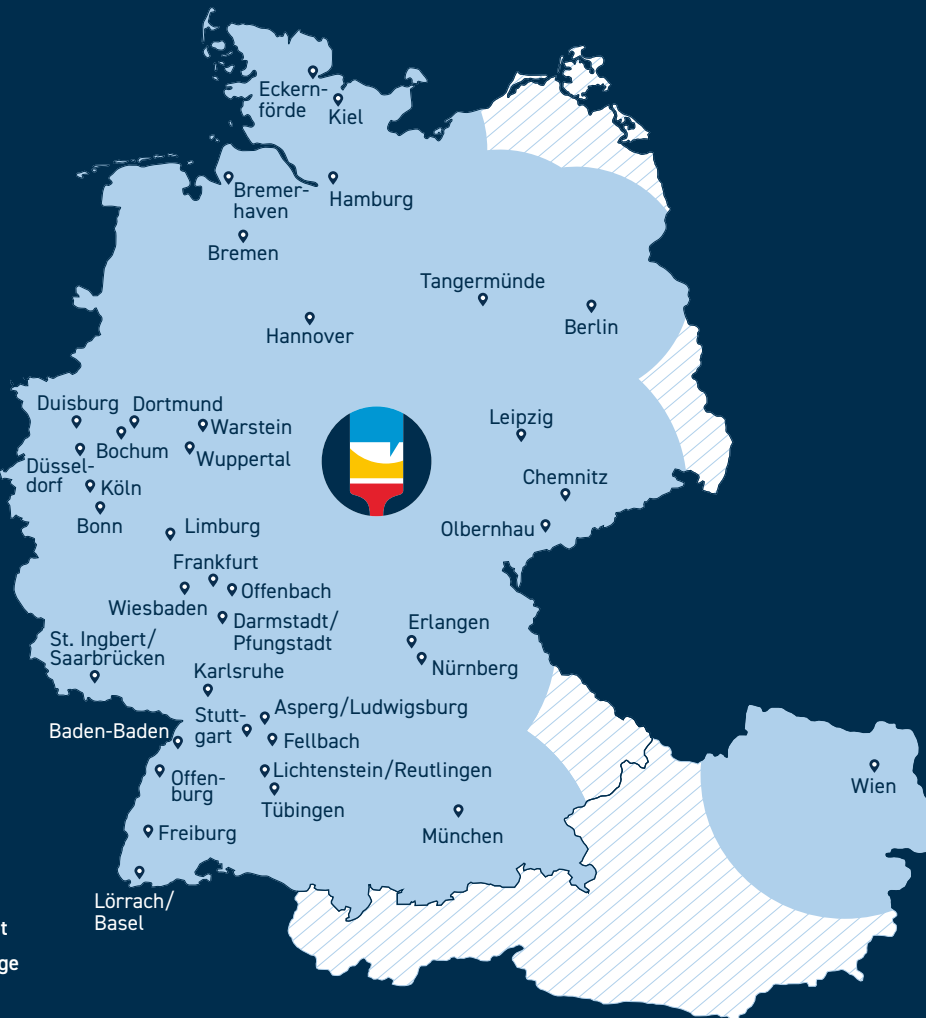 Eckern-
förde
Kiel
Bremer-
haven
Hamburg
Bremen
Tangermünde
Berlin
Hannover
Duisburg
Dortmund
Warstein
Leipzig
Bochum
Wuppertal
Düssel-
dorf
Köln
Chemnitz
Bonn
Limburg
Olbernhau
Frankfurt
Offenbach
Wiesbaden
Darmstadt/
Pfungstadt
Erlangen
St. Ingbert/
Saarbrücken
Nürnberg
Karlsruhe
Asperg/Ludwigsburg
Stutt-
gart
Baden-Baden
Fellbach
Lichtenstein/Reutlingen
Offen-
burg
Wien
Tübingen
Freiburg
München
Lörrach/
Basel
t
ge